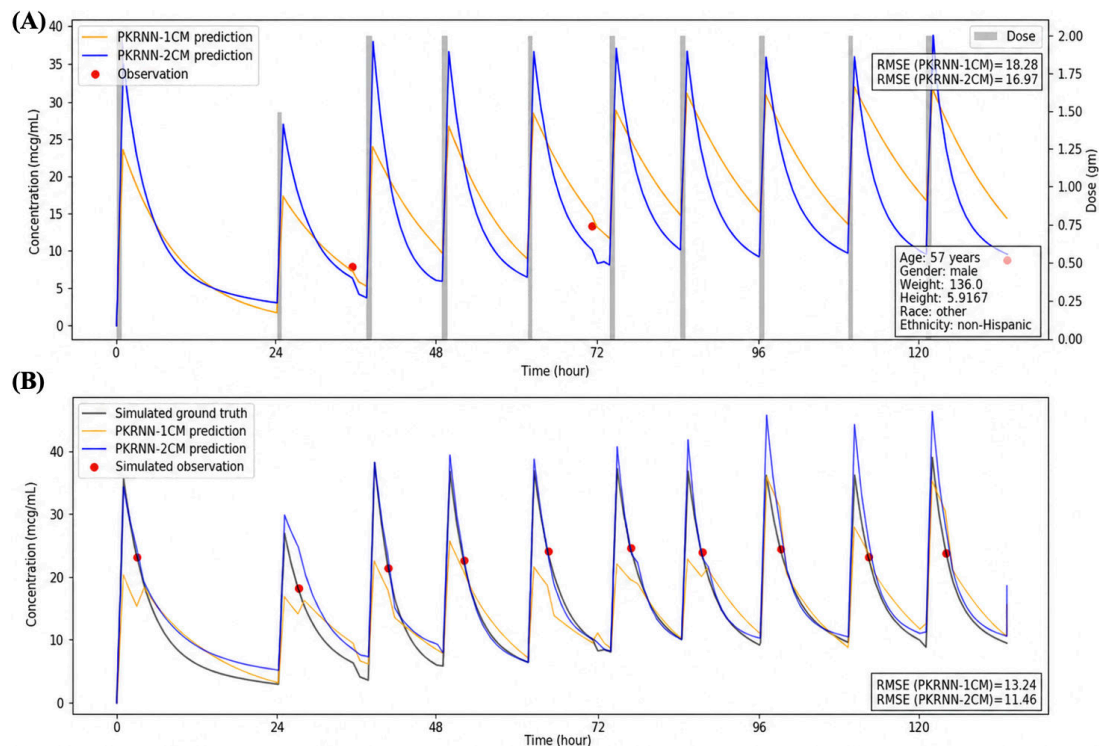 (A)
PKRNN-1CM prediction
PKRNN-2CM prediction
Observation
Dose
RMSE (PKRNN-1CM)=18.28
RMSE (PKRNN-2CM)=16.97
Age: 57 years
Gender: male
Weight: 136.0
Height: 5.9167
Race: other
Ethnicity: non-Hispanic
Concentration (mcg/mL)
40
35
30
25
20
15
10
5
0
Dose (gm)
2.00
1.75
1.50
1.25
1.00
0.75
0.50
0.25
0.00
0 24 48 72 96 120
Time (hour)
(B)
Simulated ground truth
PKRNN-1CM prediction
PKRNN-2CM prediction
Simulated observation
RMSE (PKRNN-1CM)=13.24
RMSE (PKRNN-2CM)=11.46
Concentration (mcg/mL)
40
30
20
10
0
0 24 48 72 96 120
Time (hour)